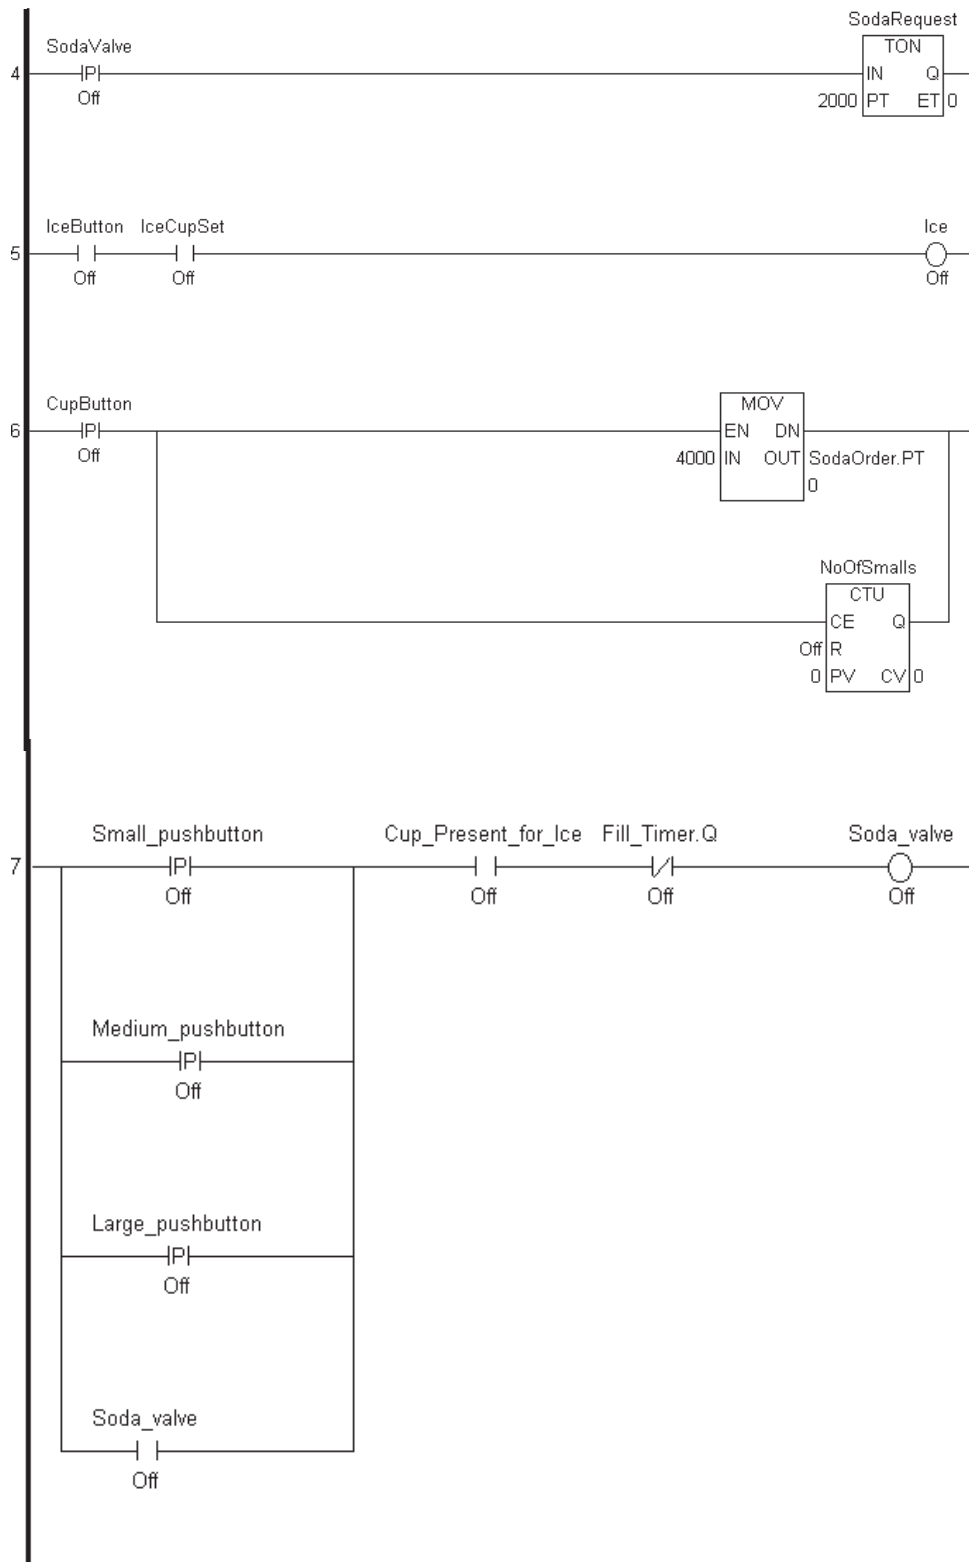 SodaRequest
SodaValve
TON
4
P
IN Q
Off
2000 PT ET 0
IceButton IceCupSet Ice
5
Off Off Off
CupButton
MOV
6
P
EN DN
Off
4000 IN OUT SodaOrder.PT
0
NoOfSmalls
CTU
CE Q
Off R
0 PV CV 0
Small_pushbutton Cup_Present_for_Ice Fill_Timer.Q Soda_valve
7
P
Off Off Off Off
Medium_pushbutton
P
Off
Large_pushbutton
P
Off
Soda_valve
Off